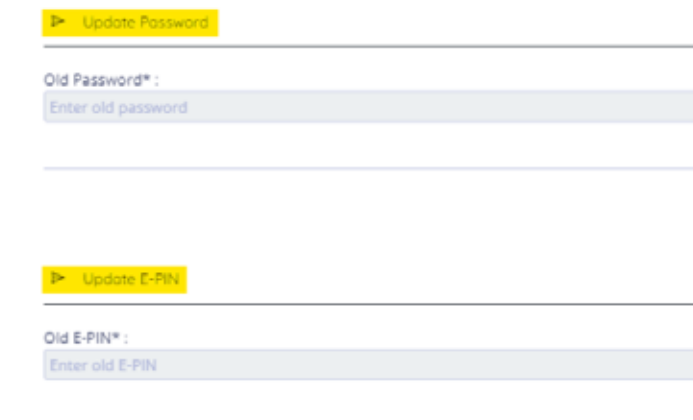 Update Password
Old Password* :
Enter old password
Update E-PIN
Old E-PIN* :
Enter old E-PIN